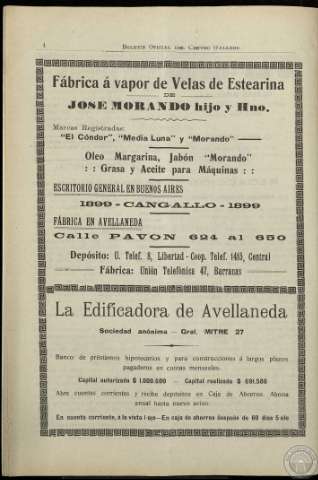 4
BOLETÍN OFICIAL DEL CENTRO GALLEGO
Fábrica á vapor de Velas de Estearina
DE
JOSE MORANDO hijo y Hno.
Marcas Registradas:
"El Cóndor", "Media Luna" y "Morando"
Oleo Margarina, Jabón "Morando"
: : Grasa y Aceite para Máquinas : :
ESCRITORIO GENERAL EN BUENOS AIRES
1899 - CANGALLO - 1899
FÁBRICA EN AVELLANEDA
Calle PAVON 624 al 650
Depósito: U. Telef. 8, Libertad - Coop. Telef. 1485, Central
Fábrica: Unión Telefónica 47, Barracas
La Edificadora de Avellaneda
Sociedad anónima — Gral. MITRE 27
Banco de préstamos hipotecarios y para construcciones á largos plazos
pagaderos en cuotas mensuales.
Capital autorizado $ 1.000.000 — Capital realizado $ 691.500
Abre cuentas corrientes y recibe depósitos en Caja de Ahorros. Abona
anual hasta nuevo aviso:
En cuenta corriente, á la vista 1 o|o — En caja de ahorros después de 60 días 5 o|o